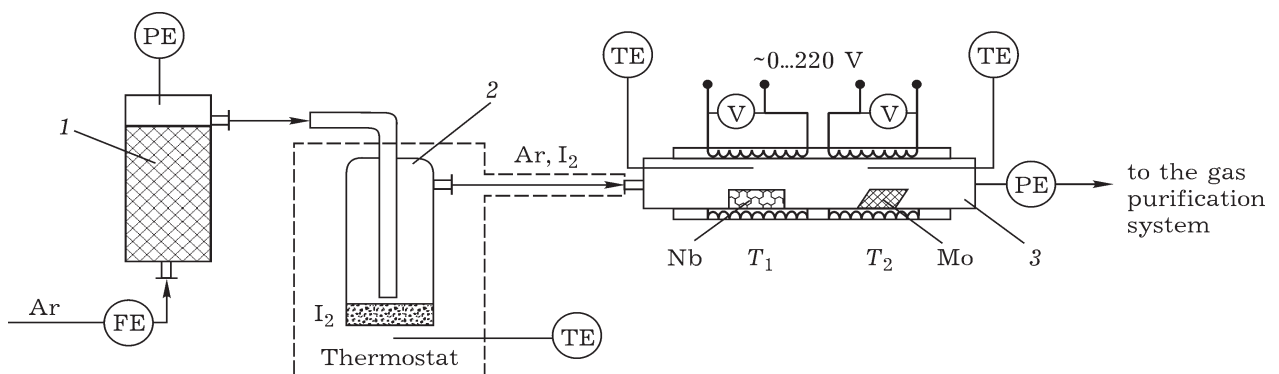 PE
TE
~0...220 V
TE
V
V
1
2
Ar, I₂
PE
to the gas
purification
system
Nb
T₁
T₂
Mo
3
Ar
FE
I₂
TE
Thermostat